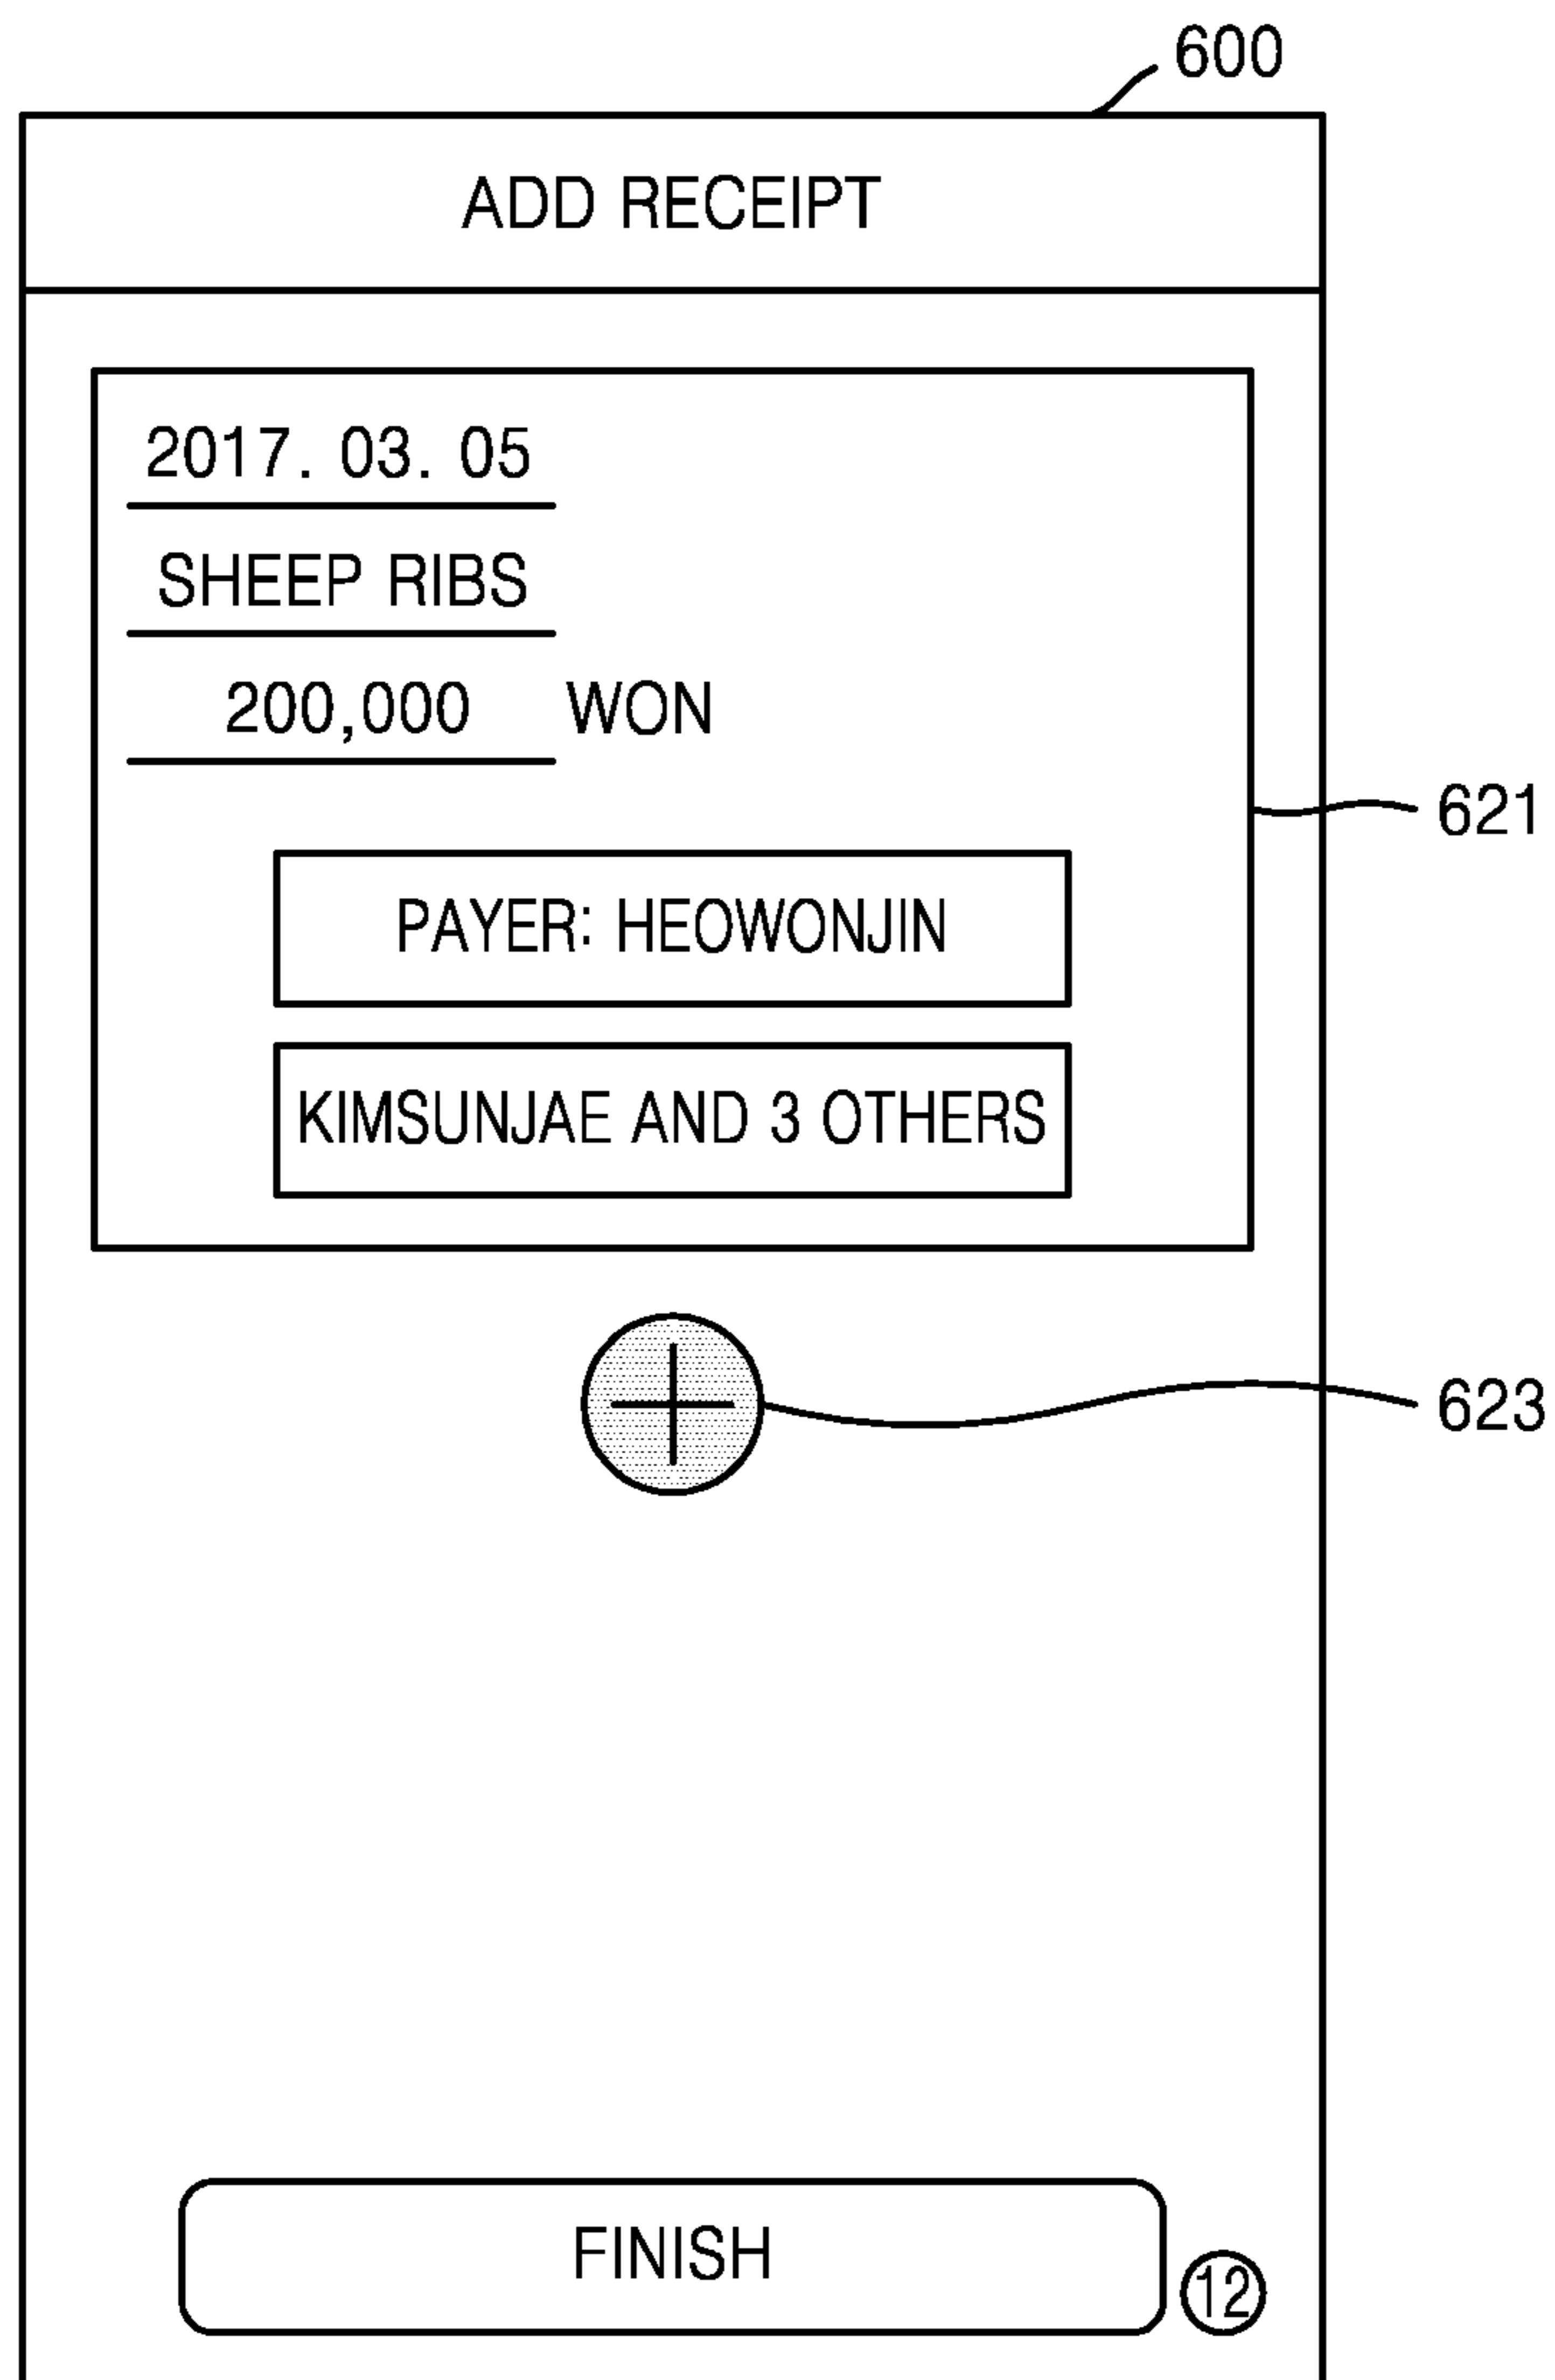 600
ADD RECEIPT
2017. 03. 05
SHEEP RIBS
200,000 WON
621
PAYER: HEOWONJIN
KIMSUNJAE AND 3 OTHERS
623
FINISH
12